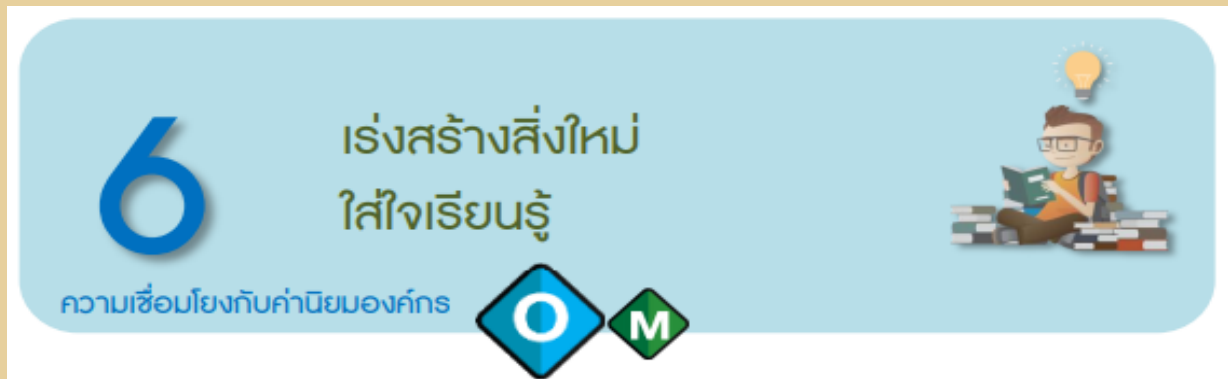 6
เร่งสร้างสิ่งใหม่
ใส่ใจเรียนรู้
ความเชื่อมโยงกับค่านิยมองค์กร
O M